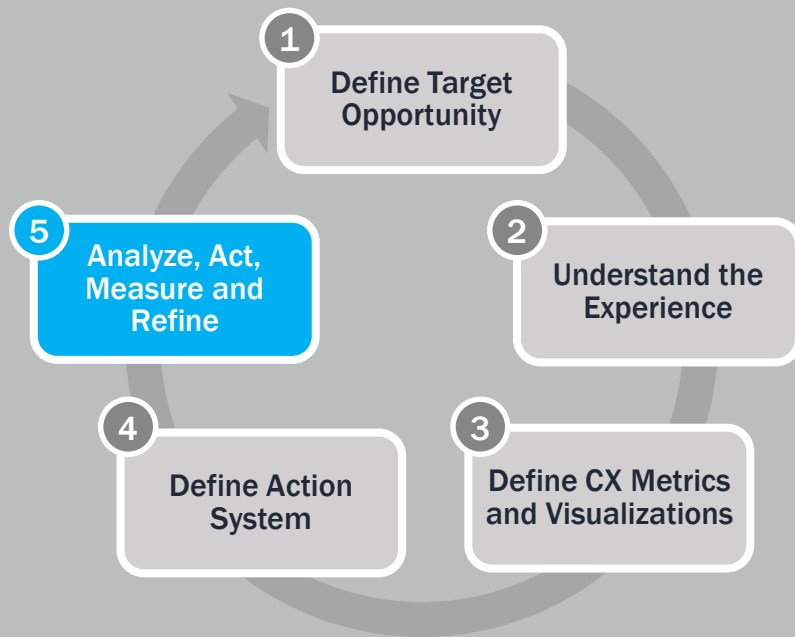 1
Define Target
Opportunity
2
Understand the
Experience
3
Define CX Metrics
and Visualizations
4
Define Action
System
5
Analyze, Act,
Measure and
Refine